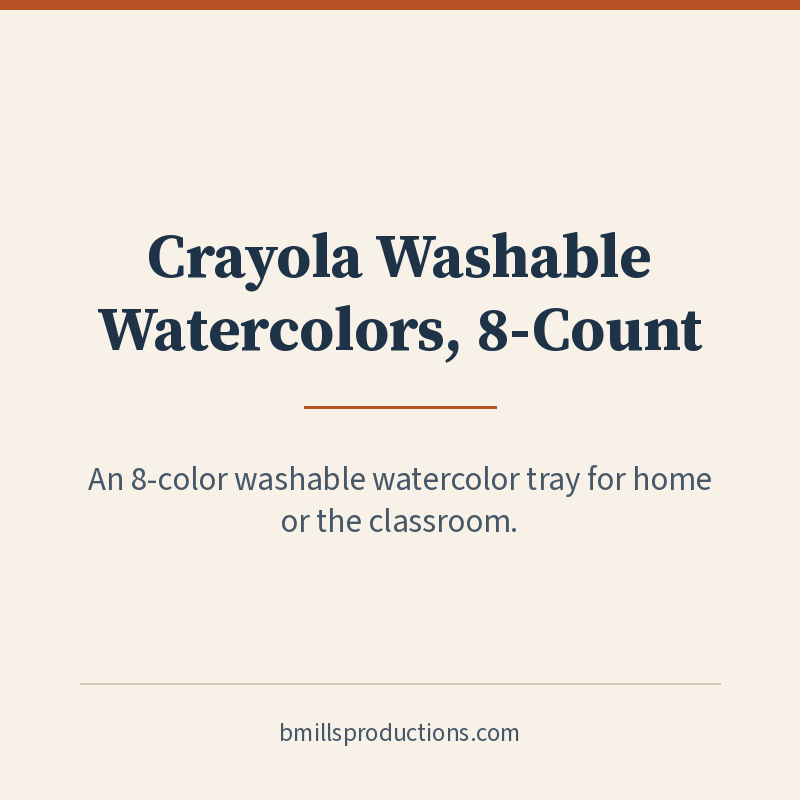 Crayola Washable
Watercolors, 8-Count
An 8-color washable watercolor tray for home
or the classroom.
bmillsproductions.com